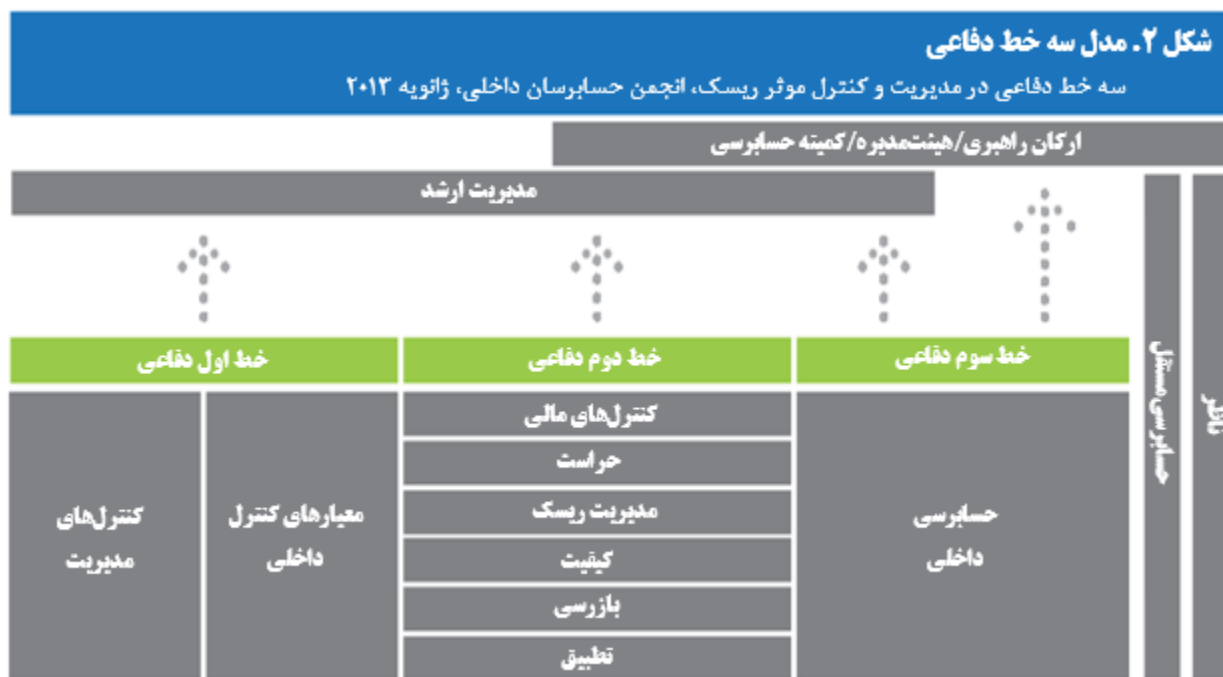 شکل ۲. مدل سه خط دفاعی
سه خط دفاعی در مدیریت و کنترل موثر ریسک، انجمن حسابرسان داخلی، ژانویه ۲۰۱۳
ارکان راهبری/هیئت‌مدیره/کمیته حسابرسی
مدیریت ارشد
ناظر
حسابرسی مستقل
خط سوم دفاعی
خط دوم دفاعی
خط اول دفاعی
حسابرسی
داخلی
کنترل‌های مالی
حراست
مدیریت ریسک
کیفیت
بازرسی
تطبیق
معیارهای کنترل
داخلی
کنترل‌های
مدیریت